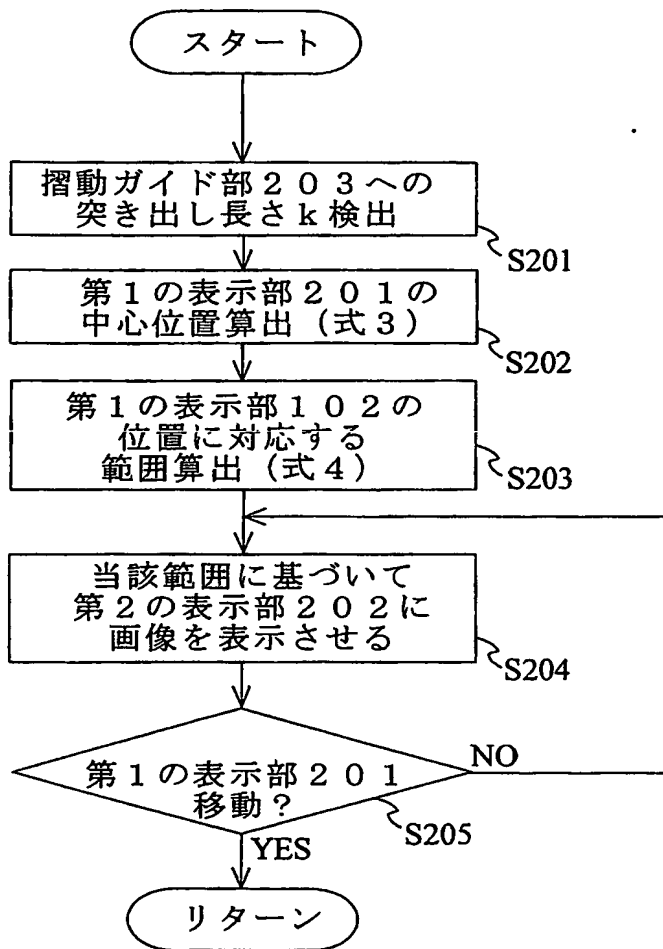 スタート
摺動ガイド部２０３への
突き出し長さｋ検出
S201
第１の表示部２０１の
中心位置算出（式３）
S202
第１の表示部１０２の
位置に対応する
範囲算出（式４）
S203
当該範囲に基づいて
第２の表示部２０２に
画像を表示させる
S204
第１の表示部２０１
移動？
NO
S205
YES
リターン